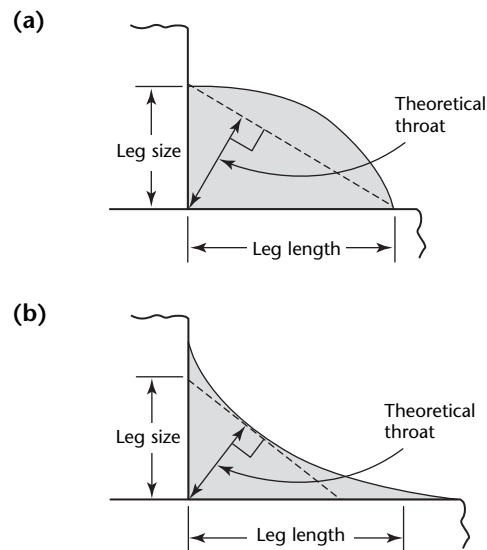 (a)
Theoretical
throat
Leg size
Leg length
(b)
Theoretical
throat
Leg size
Leg length